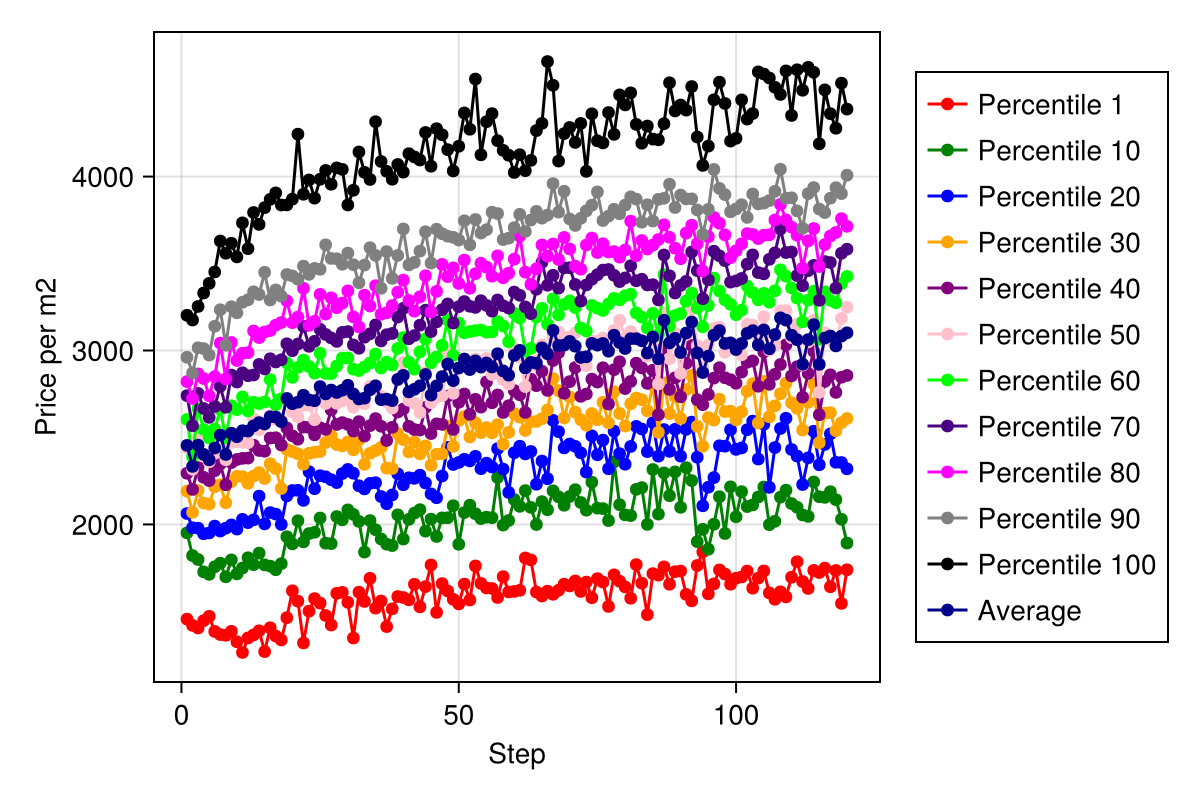 4000
3000
2000
Price per m2
0
50
100
Step
Percentile 1
Percentile 10
Percentile 20
Percentile 30
Percentile 40
Percentile 50
Percentile 60
Percentile 70
Percentile 80
Percentile 90
Percentile 100
Average